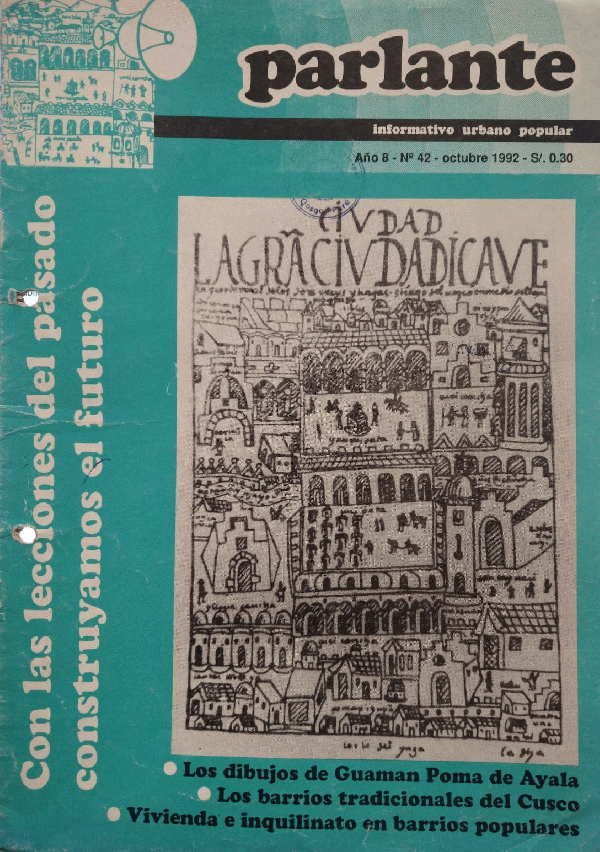 parlante
informativo urbano popular
Año 8 - Nº 42 - octubre 1992 - S/. 0.30
Con las lecciones del pasado
construyamos el futuro
CIVDAD
LAGRÃCIVDADDICAVE
Los dibujos de Guaman Poma de Ayala
Los barrios tradicionales del Cusco
Vivienda e inquilinato en barrios populares